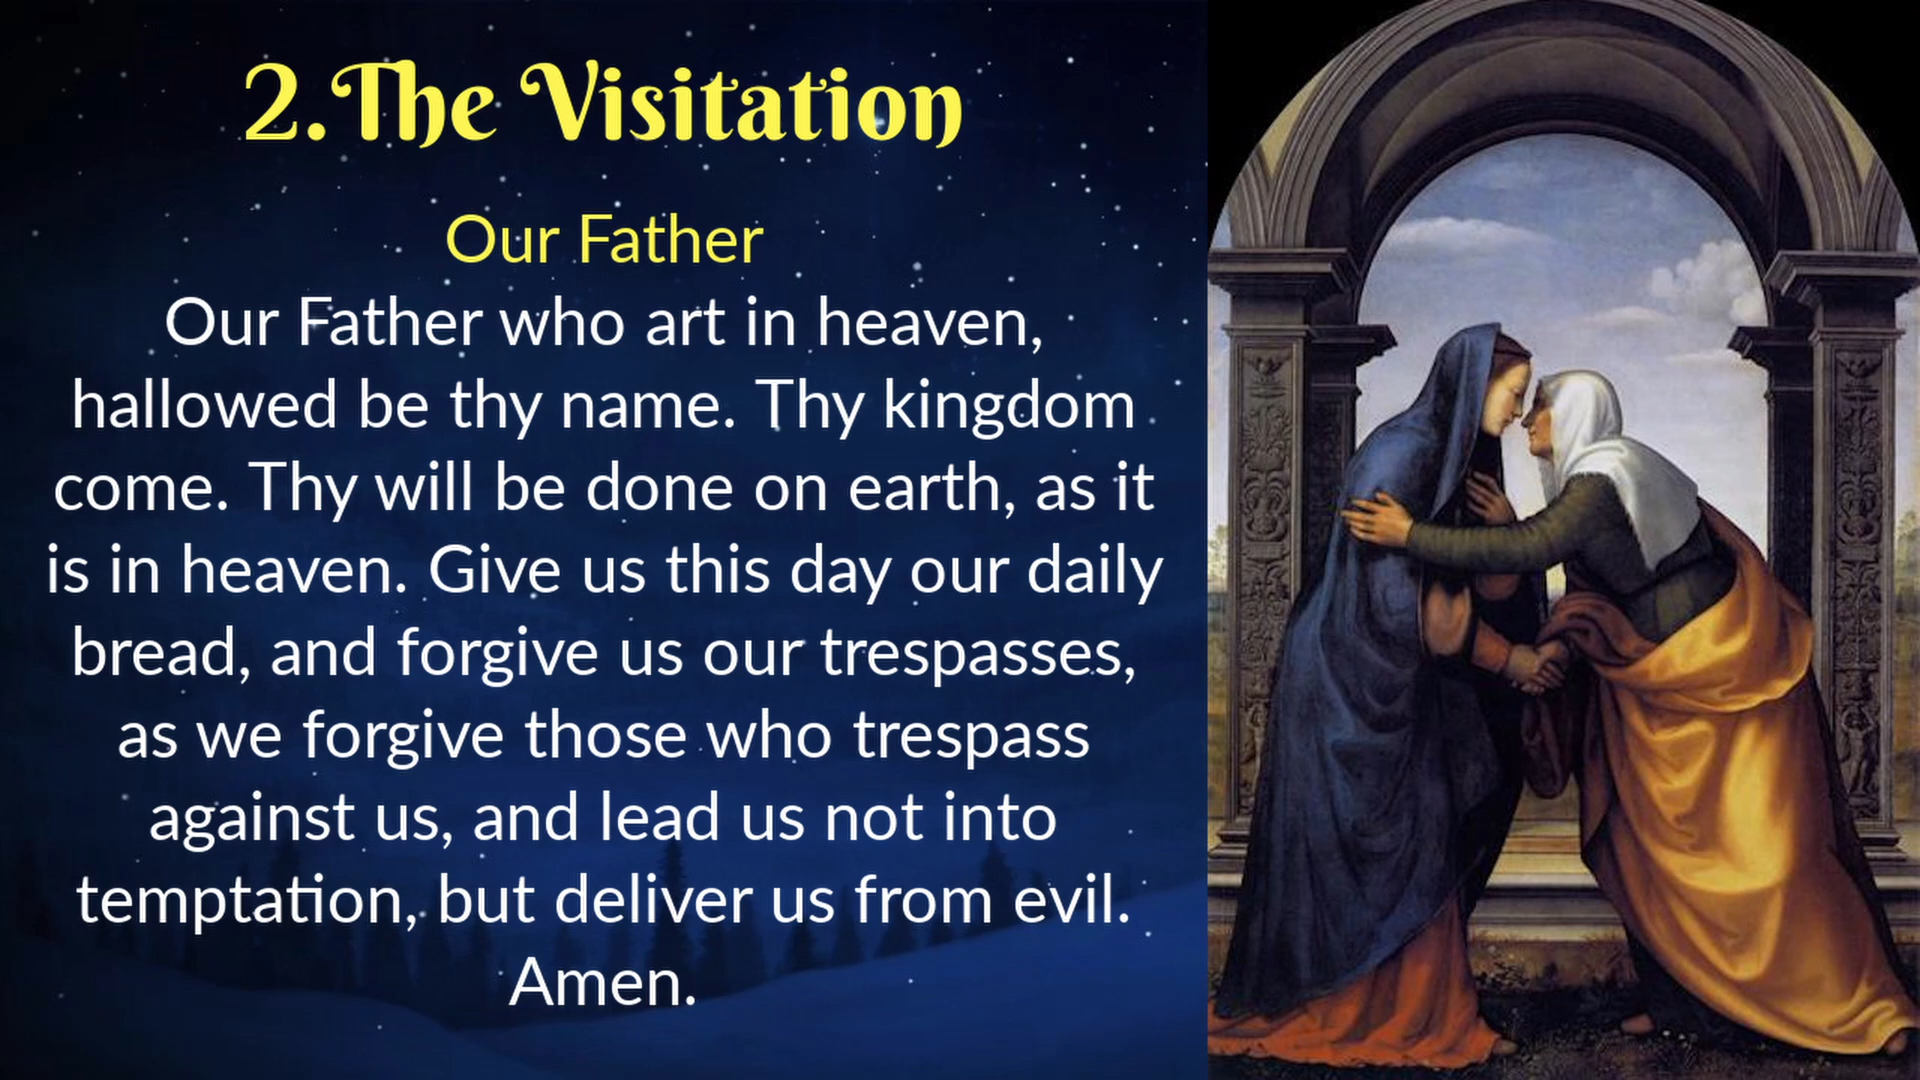 2.The Visitation
Our Father
Our Father who art in heaven,
hallowed be thy name. Thy kingdom
come. Thy will be done on earth, as it
is in heaven. Give us this day our daily
bread, and forgive us our trespasses,
as we forgive those who trespass
against us, and lead us not into
temptation, but deliver us from evil.
Amen.